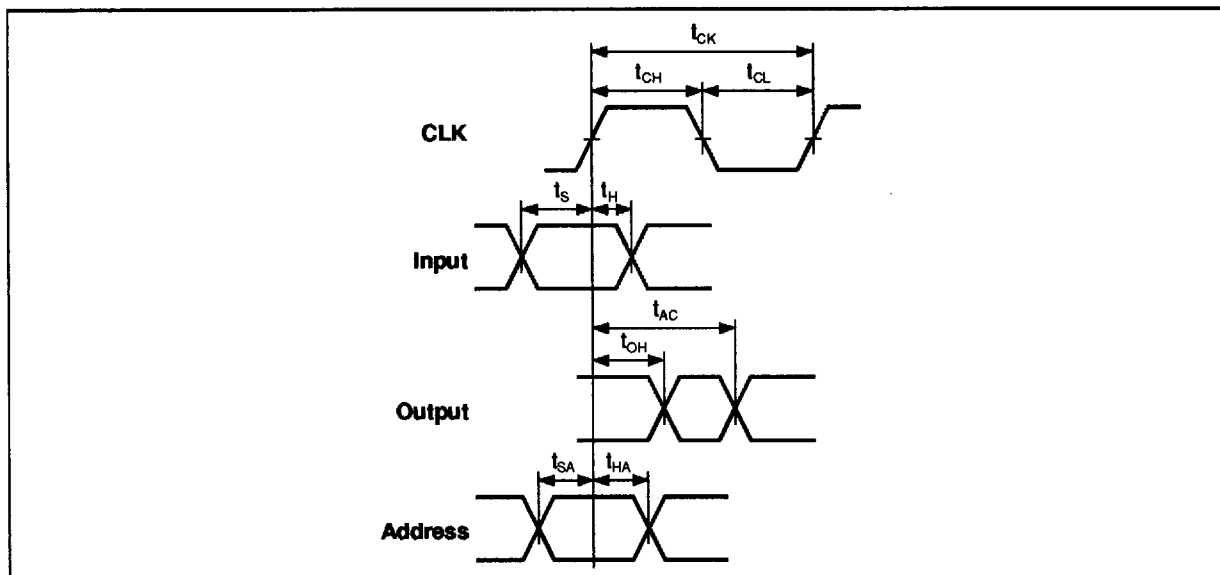 tCK
tCH tCL
CLK
tS tH
Input
tAC
tOH
Output
tSA tHA
Address